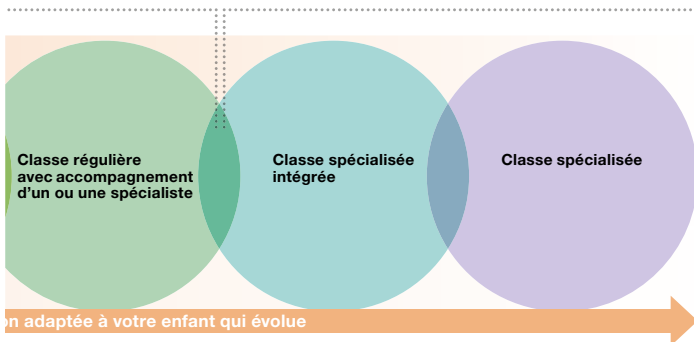 Classe régulière
avec accompagnement
d'un ou une spécialiste
Classe spécialisée
intégrée
Classe spécialisée
on adaptée à votre enfant qui évolue